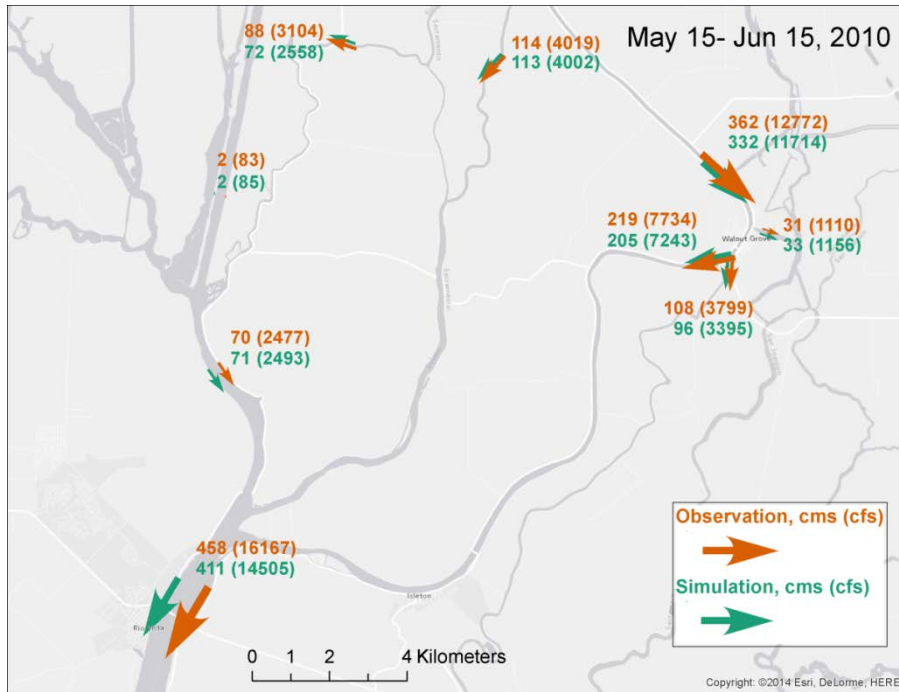 May 15- Jun 15, 2010
88 (3104)
72 (2558)
114 (4019)
113 (4002)
362 (12772)
332 (11714)
2 (83)
2 (85)
219 (7734)
205 (7243)
Walnut Grove
31 (1110)
33 (1156)
108 (3799)
96 (3395)
70 (2477)
71 (2493)
458 (16167)
411 (14505)
Isleton
Observation, cms (cfs)
Simulation, cms (cfs)
0 1 2 4 Kilometers
Copyright: ©2014 Esri, DeLorme, HERE